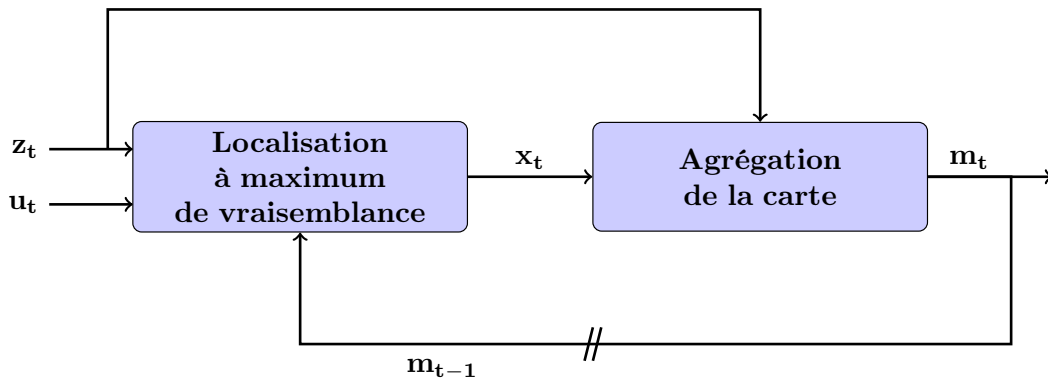 z_t
u_t
Localisation
à maximum
de vraisemblance
x_t
Agrégation
de la carte
m_t
m_{t−1}